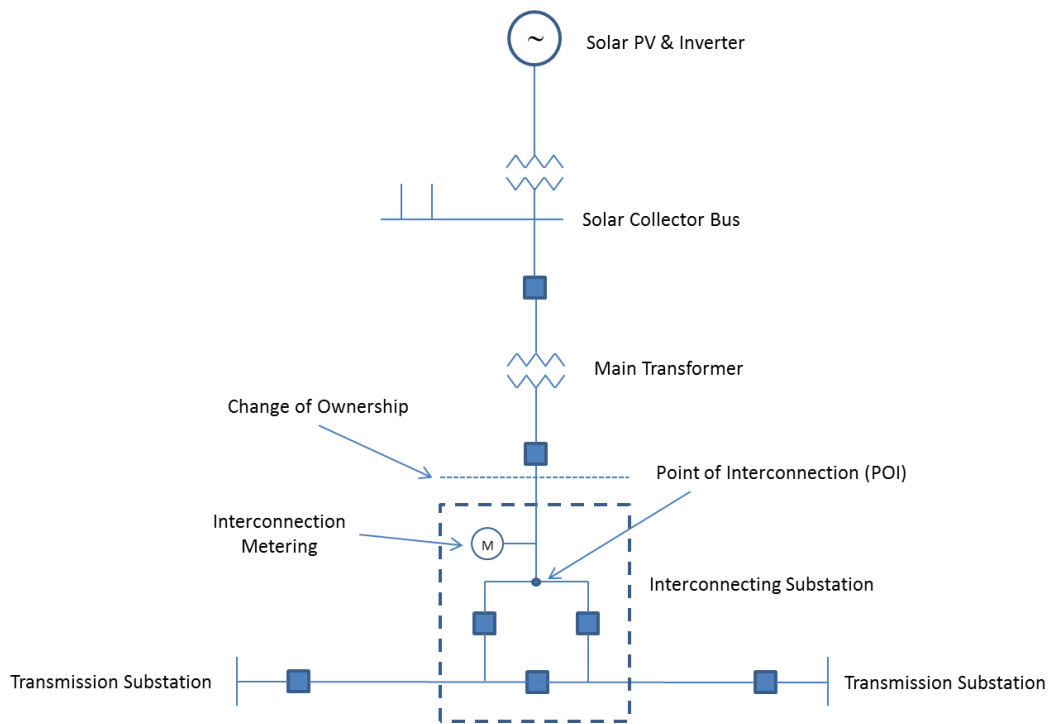 ~
Solar PV & Inverter
Solar Collector Bus
Main Transformer
Change of Ownership
Point of Interconnection (POI)
Interconnection
Metering
M
Interconnecting Substation
Transmission Substation
Transmission Substation